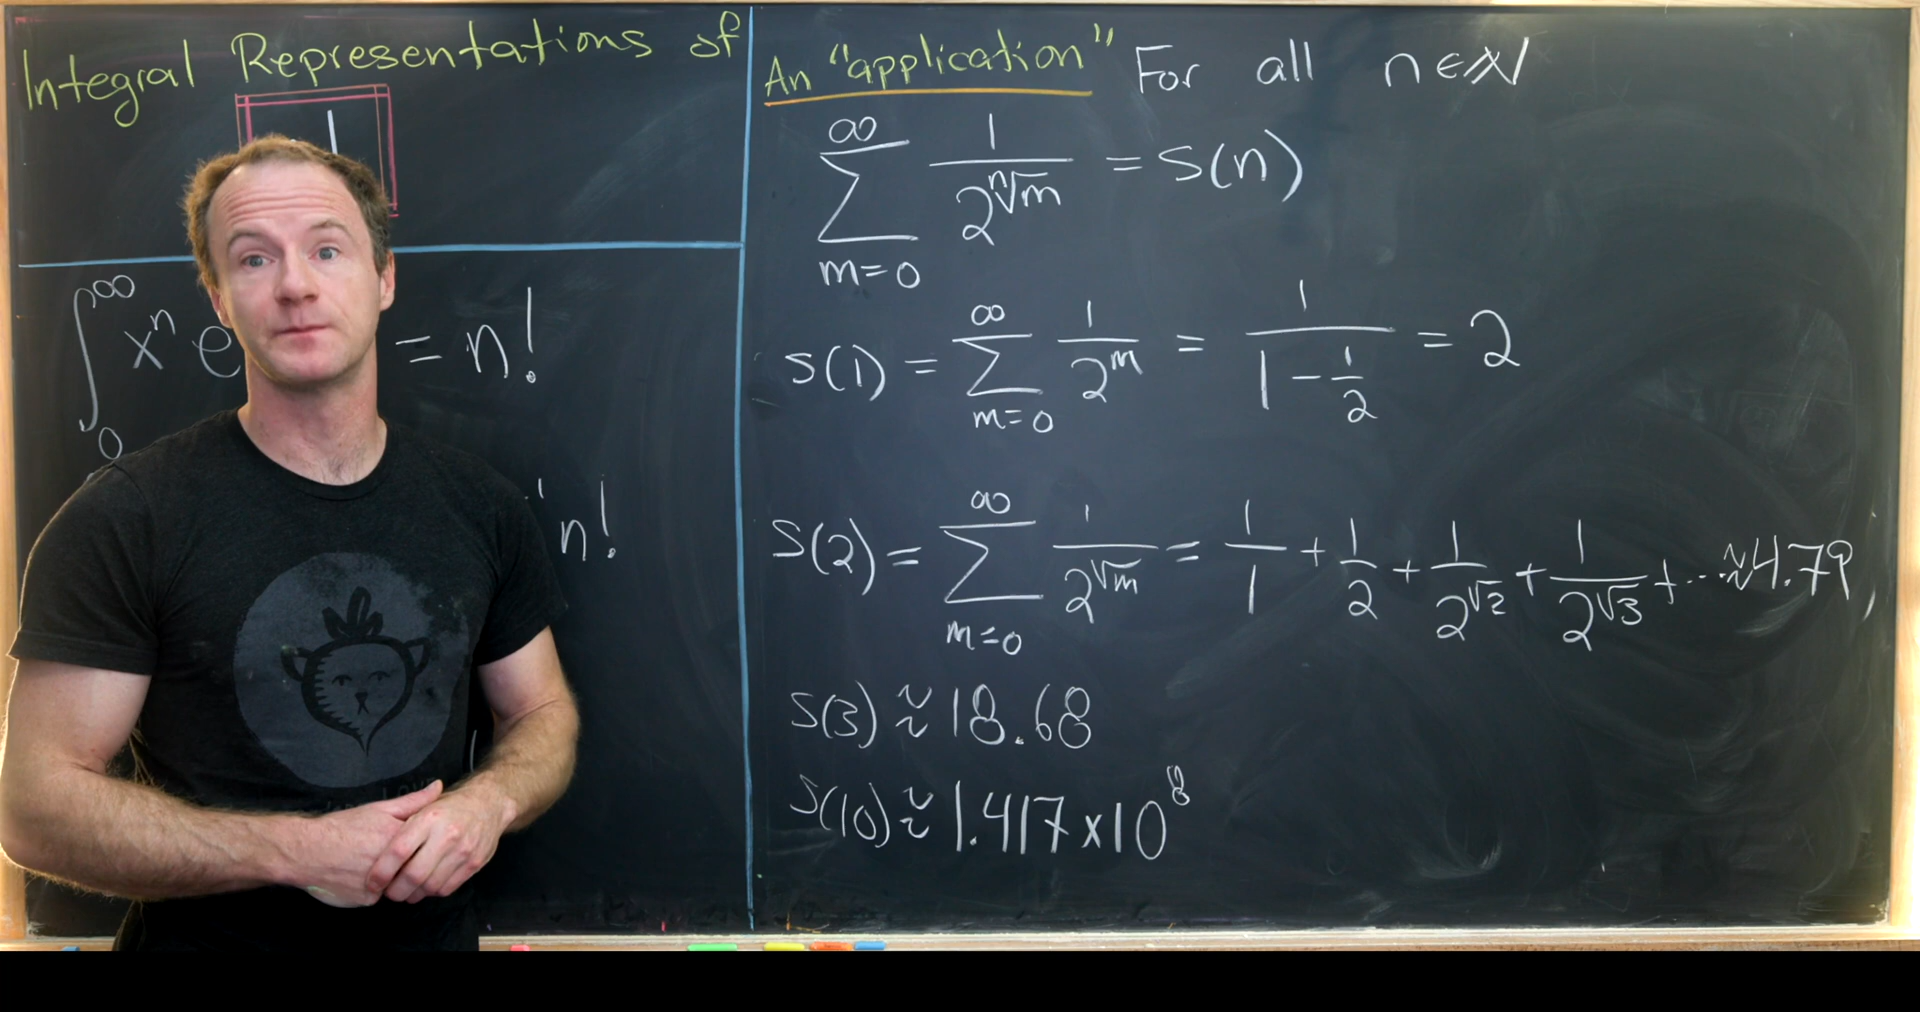 Integral Representations of
1
∫₀^∞ xⁿ e = n!
n!
An "application" For all n∈ℕ
∑_{m=0}^∞ 1/2^{ⁿ√m} = S(n)
S(1) = ∑_{m=0}^∞ 1/2^m = 1/(1 - 1/2) = 2
S(2) = ∑_{m=0}^∞ 1/2^{√m} = 1/1 + 1/2 + 1/2^{√2} + 1/2^{√3} + ... ≈ 4.79,
S(3) ≈ 18.68
S(10) ≈ 1.417×10⁸